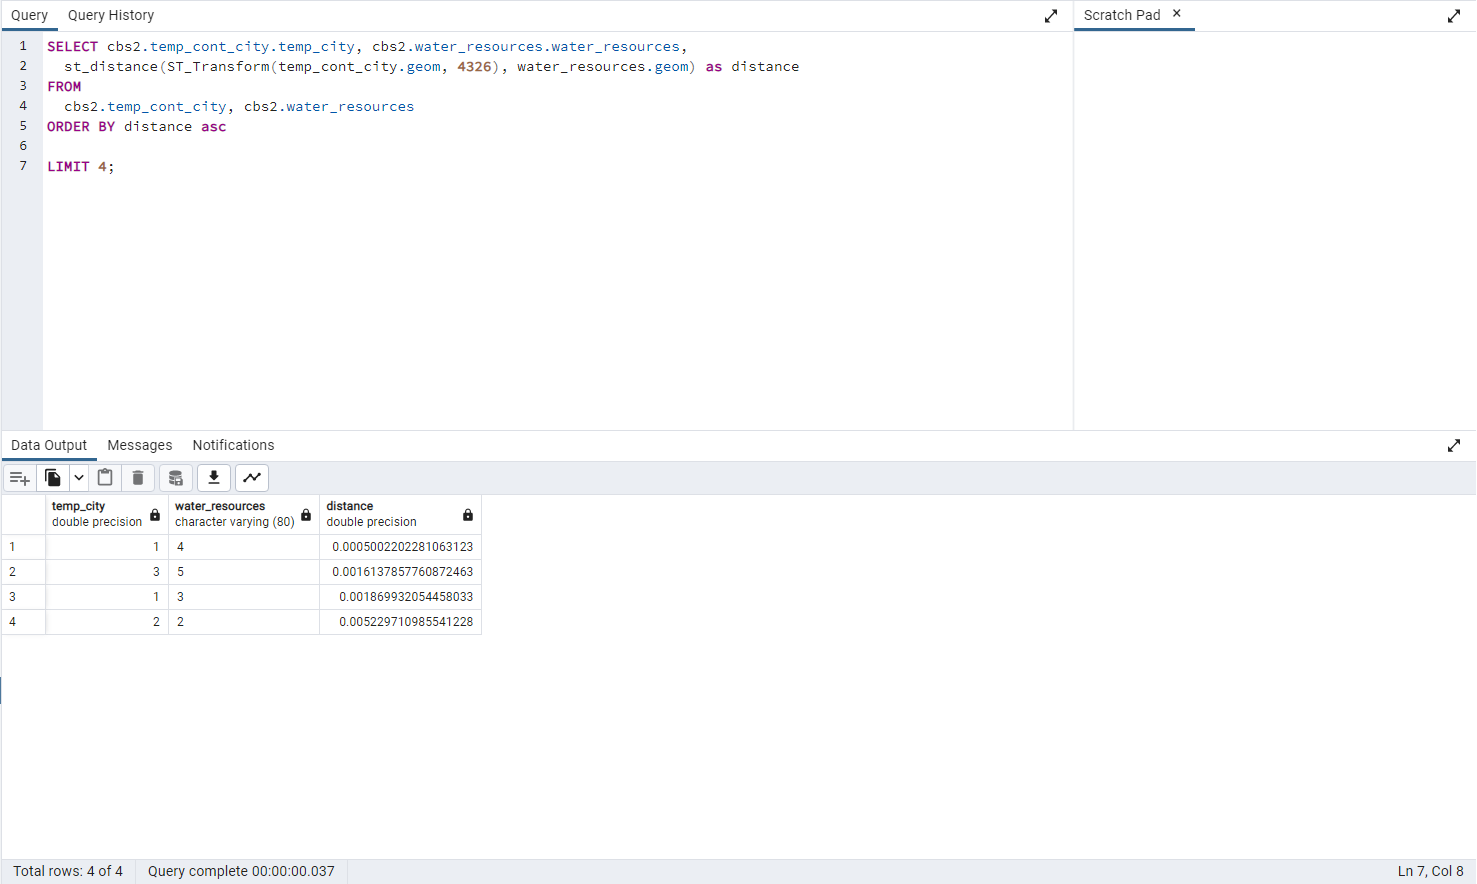 Query Query History Scratch Pad ×
1 SELECT cbs2.temp_cont_city.temp_city, cbs2.water_resources.water_resources,
2 st_distance(ST_Transform(temp_cont_city.geom, 4326), water_resources.geom) as distance
3 FROM
4 cbs2.temp_cont_city, cbs2.water_resources
5 ORDER BY distance asc
6
7 LIMIT 4;
Data Output Messages Notifications
temp_city water_resources distance
double precision character varying (80) double precision
1 1 4 0.0005002202281063123
2 3 5 0.0016137857760872463
3 1 3 0.001869932054458033
4 2 2 0.005229710985541228
Total rows: 4 of 4 Query complete 00:00:00.037 Ln 7, Col 8